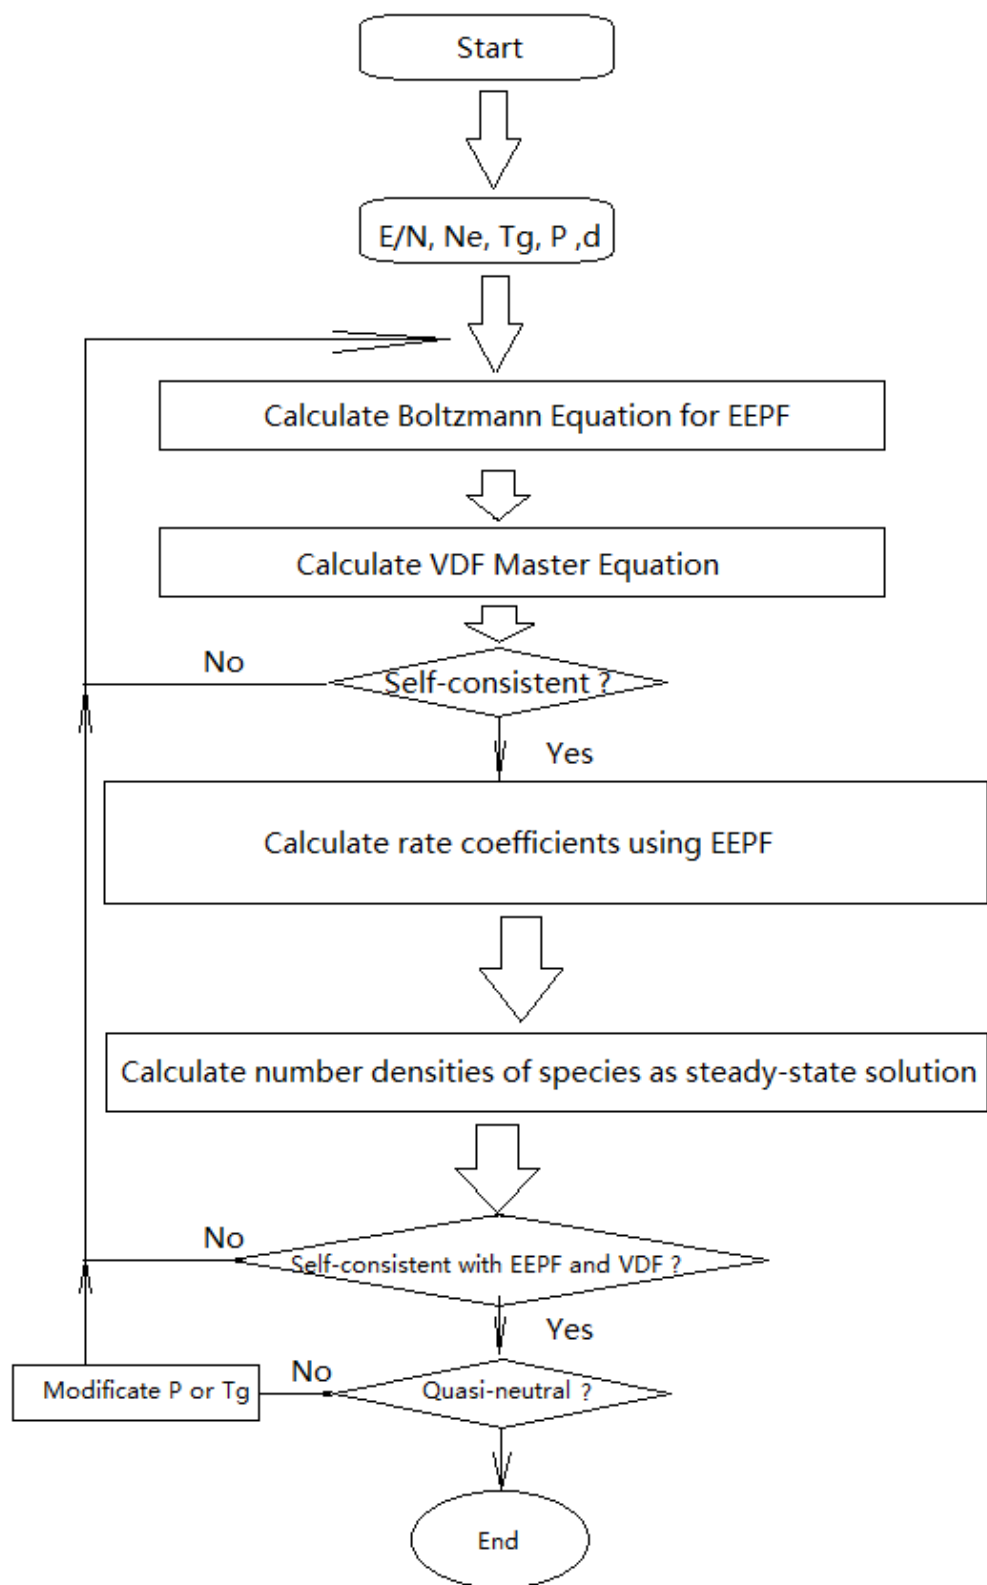 Start
E/N, Ne, Tg, P ,d
Calculate Boltzmann Equation for EEPF
Calculate VDF Master Equation
No
Self-consistent ?
Yes
Calculate rate coefficients using EEPF
Calculate number densities of species as steady-state solution
No
Self-consistent with EEPF and VDF ?
Yes
No
Modificate P or Tg
Quasi-neutral ?
End